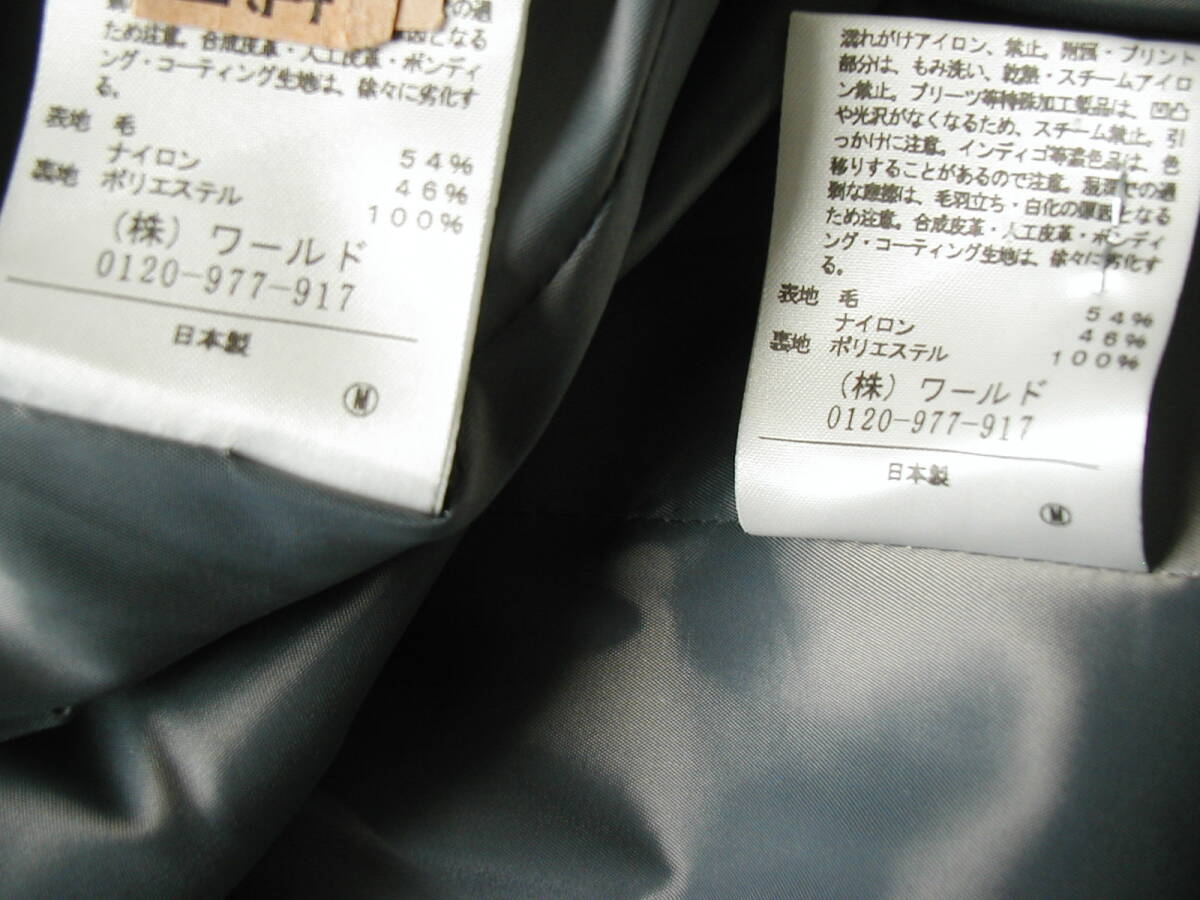 の過
因となる
ため注意。合成皮革・人工皮革・ボンディ
ング・コーティング生地は、徐々に劣化す
る。
表地 毛 54%
ナイロン 46%
裏地 ポリエステル 100%
(株) ワールド
0120-977-917
日本製
M
濡れがけアイロン、禁止。附属・プリント
部分は、もみ洗い、乾熱・スチームアイロ
ン禁止。プリーツ等特殊加工製品は、凹凸
や光沢がなくなるため、スチーム禁止。引
っかけに注意。インディゴ等濃色品は、色
移りすることがあるので注意。湿潤での過
剰な摩擦は、毛羽立ち・白化の原因となる
ため注意。合成皮革・人工皮革・ボンディ
ング・コーティング生地は、徐々に劣化す
る。
表地 毛 54%
ナイロン 46%
裏地 ポリエステル 100%
(株) ワールド
0120-977-917
日本製
M